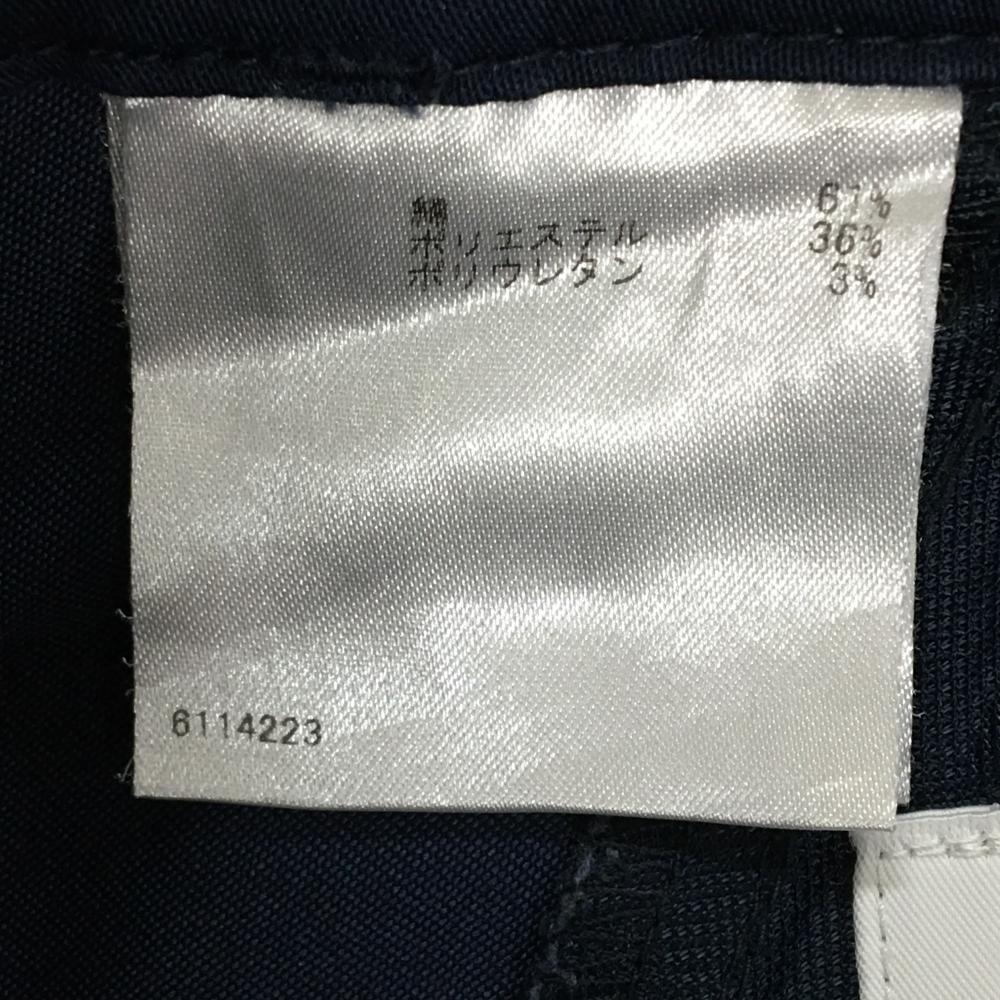 綿 61%
ポリエステル 36%
ポリウレタン 3%
6114223